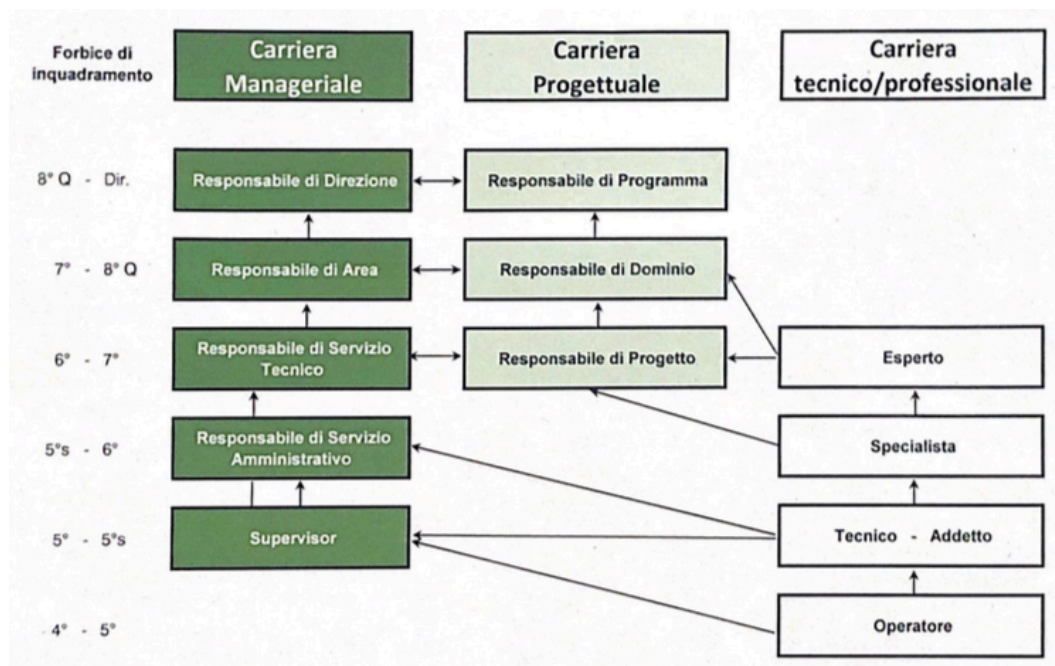 Forbice di
inquadramento
Carriera
Manageriale
Carriera
Progettuale
Carriera
tecnico/professionale
8° Q - Dir.
Responsabile di Direzione
Responsabile di Programma
7° - 8° Q
Responsabile di Area
Responsabile di Dominio
6° - 7°
Responsabile di Servizio
Tecnico
Responsabile di Progetto
Esperto
5°s - 6°
Responsabile di Servizio
Amministrativo
Specialista
5° - 5°s
Supervisor
Tecnico - Addetto
4° - 5°
Operatore